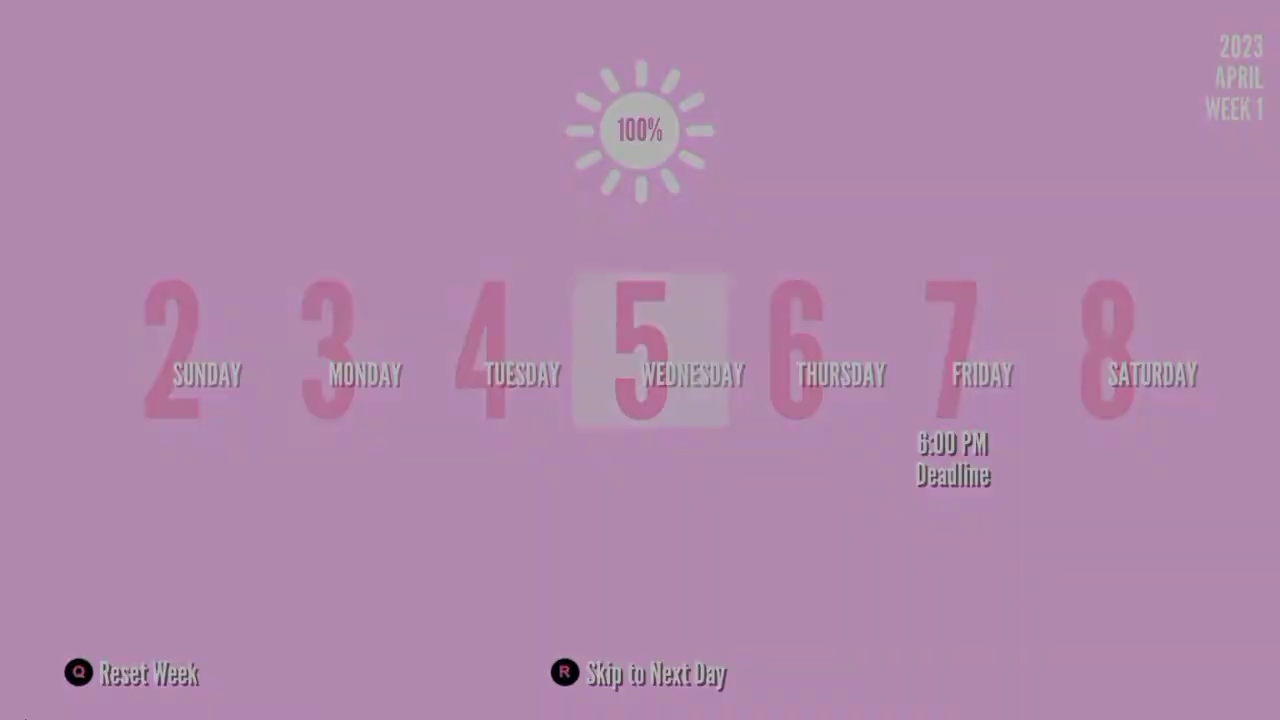 2023
APRIL
WEEK 1
100%
2 3 4 5 6 7 8
SUNDAY MONDAY TUESDAY WEDNESDAY THURSDAY FRIDAY SATURDAY
6:00 PM
Deadline
Q Reset Week R Skip to Next Day